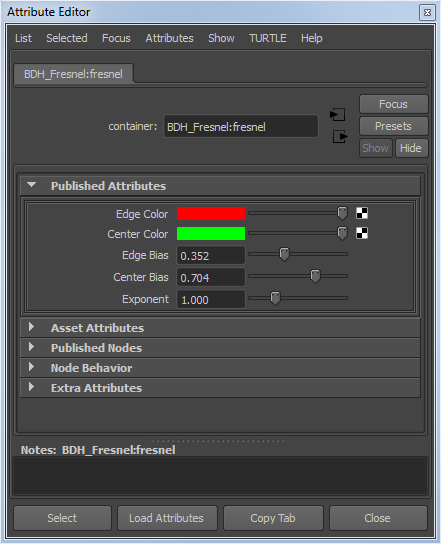 Attribute Editor
List Selected Focus Attributes Show TURTLE Help
BDH_Fresnel:fresnel
Focus
container: BDH_Fresnel:fresnel Presets
Show Hide
Published Attributes
Edge Color
Center Color
Edge Bias 0.352
Center Bias 0.704
Exponent 1.000
Asset Attributes
Published Nodes
Node Behavior
Extra Attributes
Notes: BDH_Fresnel:fresnel
Select Load Attributes Copy Tab Close